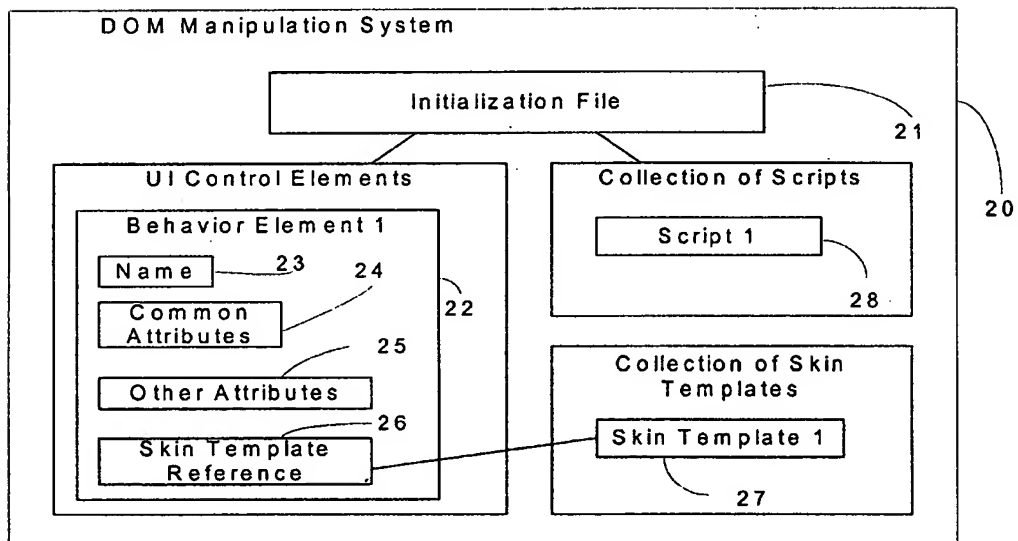 DOM Manipulation System
Initialization File
21
UI Control Elements
Collection of Scripts
20
Behavior Element 1
Script 1
Name
23
24
22
28
Common
Attributes
25
Collection of Skin
Templates
Other Attributes
26
Skin Template
Reference
Skin Template 1
27